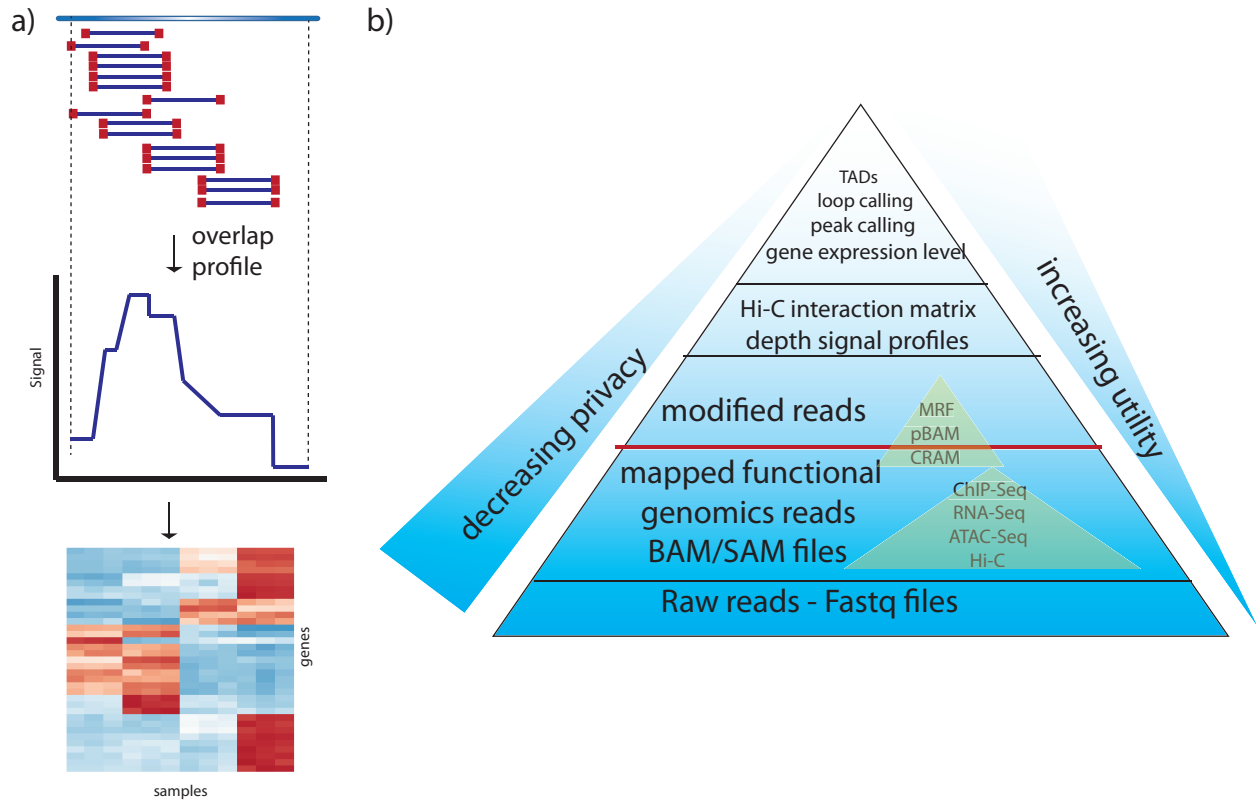 a)
overlap
profile
Signal
genes
samples
b)
TADs
loop calling
peak calling
gene expression level
Hi-C interaction matrix
depth signal profiles
modified reads
MRF
pBAM
CRAM
mapped functional
genomics reads
BAM/SAM files
ChIP-Seq
RNA-Seq
ATAC-Seq
Hi-C
Raw reads - Fastq files
decreasing privacy
increasing utility